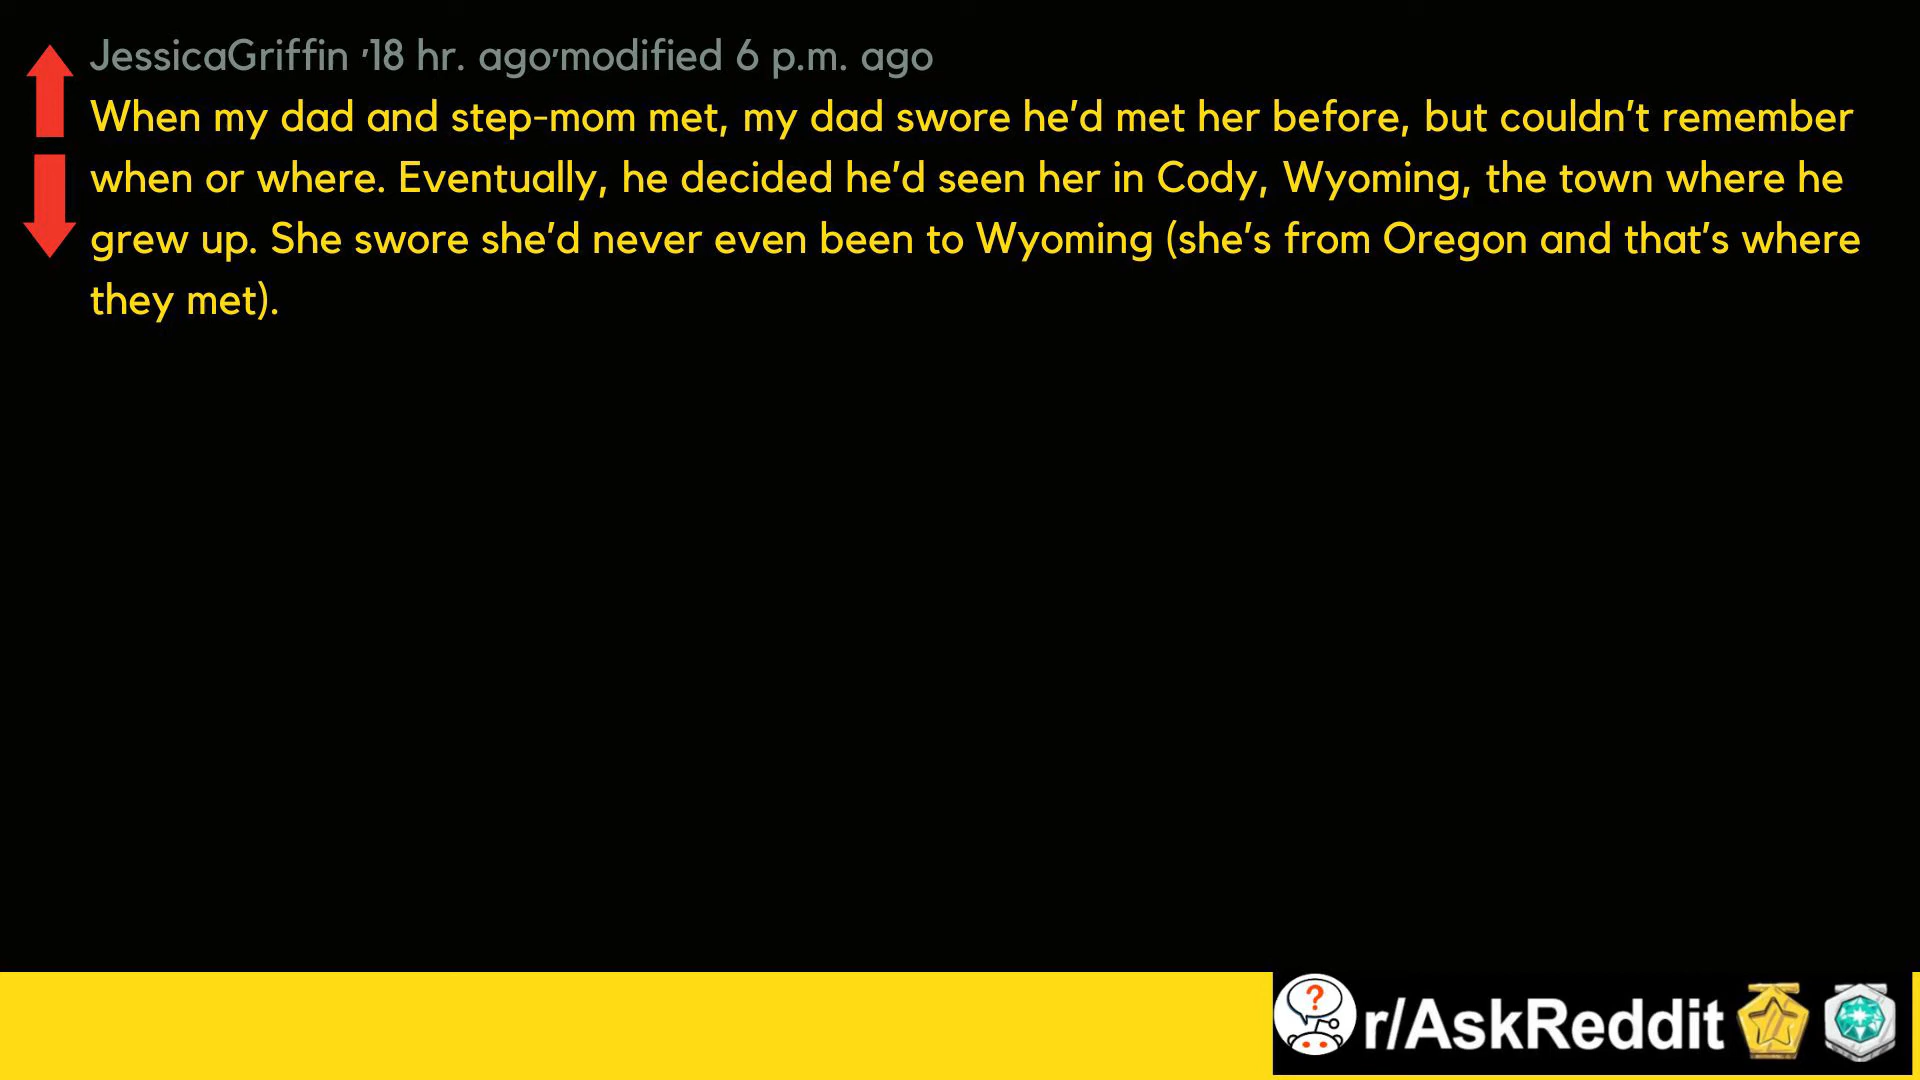 JessicaGriffin ·18 hr. ago·modified 6 p.m. ago
When my dad and step-mom met, my dad swore he’d met her before, but couldn’t remember
when or where. Eventually, he decided he’d seen her in Cody, Wyoming, the town where he
grew up. She swore she’d never even been to Wyoming (she’s from Oregon and that’s where
they met).
?
r/AskReddit